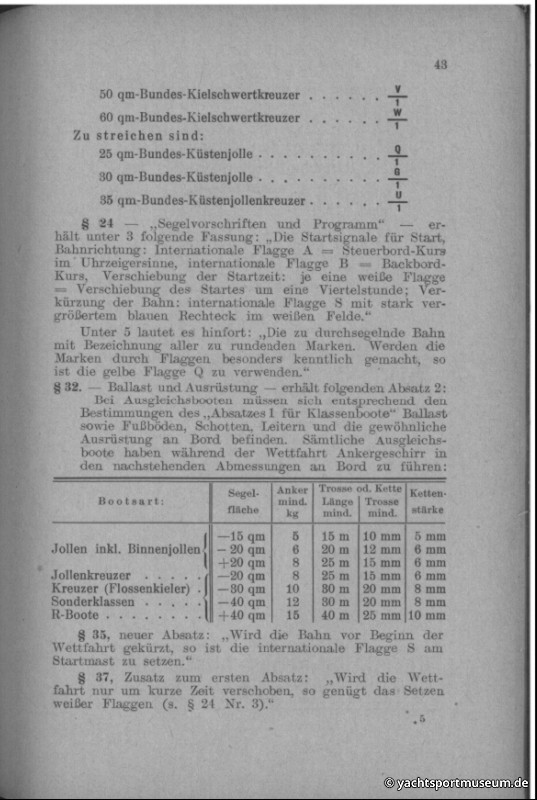 43
50 qm-Bundes-Kielschwertkreuzer . . . . . . V/1
60 qm-Bundes-Kielschwertkreuzer . . . . . . W/1
Zu streichen sind:
25 qm-Bundes-Küstenjolle . . . . . . . . . . Q/1
30 qm-Bundes-Küstenjolle . . . . . . . . . . G/1
35 qm-Bundes-Küstenjollenkreuzer . . . . . . U/1
§ 24 — „Segelvorschriften und Programm“ — er-
hält unter 3 folgende Fassung: „Die Startsignale für Start,
Bahnrichtung: Internationale Flagge A = Steuerbord-Kurs
im Uhrzeigersinne, internationale Flagge B = Backbord-
Kurs, Verschiebung der Startzeit: je eine weiße Flagge
= Verschiebung des Startes um eine Viertelstunde; Ver-
kürzung der Bahn: internationale Flagge S mit stark ver-
größertem blauen Rechteck im weißen Felde.“
Unter 5 lautet es hinfort: „Die zu durchsegelnde Bahn
mit Bezeichnung aller zu rundenden Marken. Werden die
Marken durch Flaggen besonders kenntlich gemacht, so
ist die gelbe Flagge Q zu verwenden.“
§ 32. — Ballast und Ausrüstung — erhält folgenden Absatz 2:
Bei Ausgleichsbooten müssen sich entsprechend den
Bestimmungen des „Absatzes 1 für Klassenboote“ Ballast
sowie Fußböden, Schotten, Leitern und die gewöhnliche
Ausrüstung an Bord befinden. Sämtliche Ausgleichs-
boote haben während der Wettfahrt Ankergeschirr in
den nachstehenden Abmessungen an Bord zu führen:
Bootsart: Segel-fläche Anker mind. kg Trosse od. Kette Länge mind. Trosse mind. Ketten-stärke
—15 qm 5 15 m 10 mm 5 mm
Jollen inkl. Binnenjollen — 20 qm 6 20 m 12 mm 6 mm
+20 qm 8 25 m 15 mm 6 mm
Jollenkreuzer . . . . . —20 qm 8 25 m 15 mm 6 mm
Kreuzer (Flossenkieler) . —30 qm 10 30 m 20 mm 8 mm
Sonderklassen . . . . . —40 qm 12 30 m 20 mm 8 mm
R-Boote . . . . . . . . +40 qm 15 40 m 25 mm 10 mm
§ 35, neuer Absatz: „Wird die Bahn vor Beginn der
Wettfahrt gekürzt, so ist die internationale Flagge S am
Startmast zu setzen.“
§ 37, Zusatz zum ersten Absatz: „Wird die Wett-
fahrt nur um kurze Zeit verschoben, so genügt das Setzen
weißer Flaggen (s. § 24 Nr. 3).“
5
© yachtsportmuseum.de